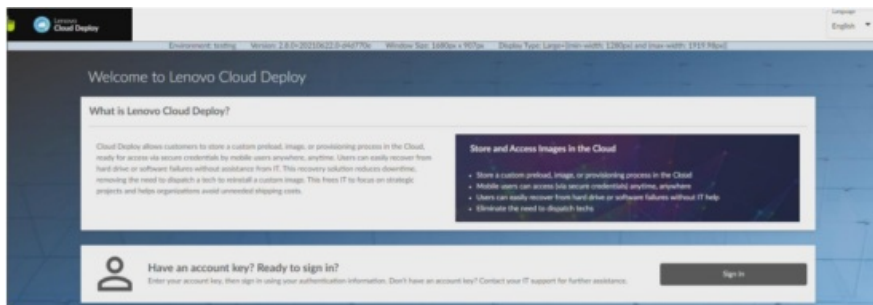 Lenovo
Cloud Deploy
Language
English
Environment: testing Version: 2.8.0+20210622.0-d4d770e Window Size: 1680px x 907px Display Type: Large+[min-width: 1280px] and [max-width: 1919.98px]
Welcome to Lenovo Cloud Deploy
What is Lenovo Cloud Deploy?
Cloud Deploy allows customers to store a custom preload, image, or provisioning process in the Cloud,
ready for access via secure credentials by mobile users anywhere, anytime. Users can easily recover from
hard drive or software failures without assistance from IT. This recovery solution reduces downtime,
removing the need to dispatch a tech to reinstall a custom image. This frees IT to focus on strategic
projects and helps organizations avoid unneeded shipping costs.
Store and Access Images in the Cloud
• Store a custom preload, image, or provisioning process in the Cloud
• Mobile users can access (via secure credentials) anytime, anywhere
• Users can easily recover from hard drive or software failures without IT help
• Eliminate the need to dispatch techs
Have an account key? Ready to sign in?
Enter your account key, then sign in using your authentication information. Don't have an account key? Contact your IT support for further assistance.
Sign In